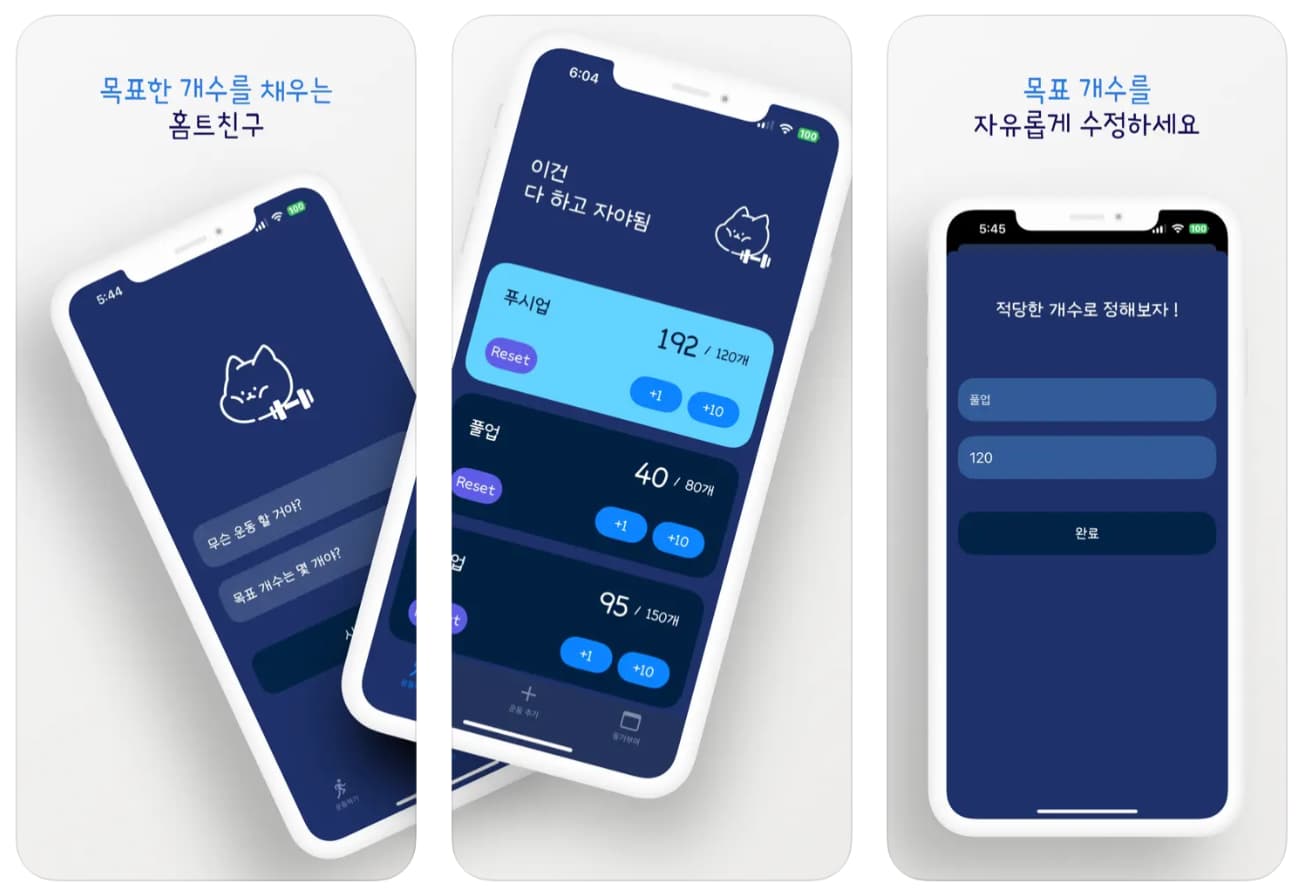 목표한 개수를 채우는
홈트친구
5:44
100
무슨 운동 할 거야?
목표 개수는 몇 개야?
운동하기
6:04
100
이건
다 하고 자야됨
푸시업
192 / 120개
Reset
+1
+10
풀업
40 / 80개
Reset
+1
+10
업
95 / 150개
+1
+10
운동 추가
동기부여
목표 개수를
자유롭게 수정하세요
5:45
100
적당한 개수로 정해보자 !
풀업
120
완료